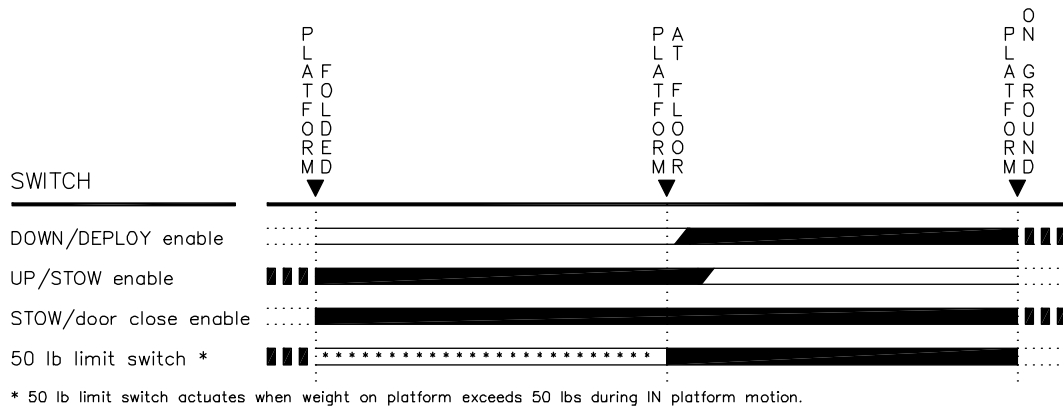 PLATFORM FOLDED
PLATFORM AT FLOOR
PLATFORM ON GROUND
SWITCH
DOWN/DEPLOY enable
UP/STOW enable
STOW/door close enable
50 lb limit switch *
* * * * * * * * * * * * * * * * * * *
* 50 lb limit switch actuates when weight on platform exceeds 50 lbs during IN platform motion.